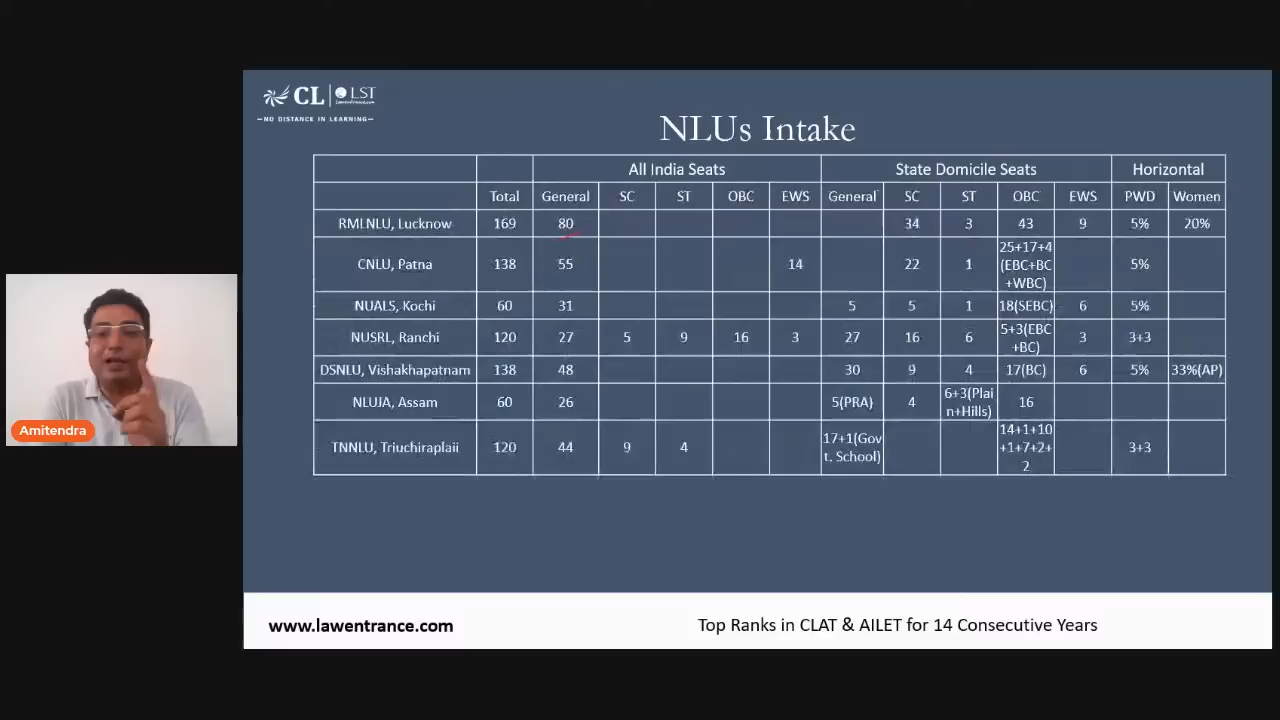 CL | LST
Lawentrance.com
—NO DISTANCE IN LEARNING—
NLUs Intake
All India Seats State Domicile Seats Horizontal
Total General SC ST OBC EWS General SC ST OBC EWS PWD Women
RMLNLU, Lucknow 169 80 34 3 43 9 5% 20%
CNLU, Patna 138 55 14 22 1 25+17+4
(EBC+BC
+WBC) 5%
NUALS, Kochi 60 31 5 5 1 18(SEBC) 6 5%
NUSRL, Ranchi 120 27 5 9 16 3 27 16 6 5+3(EBC
+BC) 3 3+3
DSNLU, Vishakhapatnam 138 48 30 9 4 17(BC) 6 5% 33%(AP)
NLUJA, Assam 60 26 5(PRA) 4 6+3(Plai
n+Hills) 16
TNNLU, Triuchiraplaii 120 44 9 4 17+1(Gov
t. School) 14+1+10
+1+7+2+
2 3+3
Amitendra
www.lawentrance.com
Top Ranks in CLAT & AILET for 14 Consecutive Years